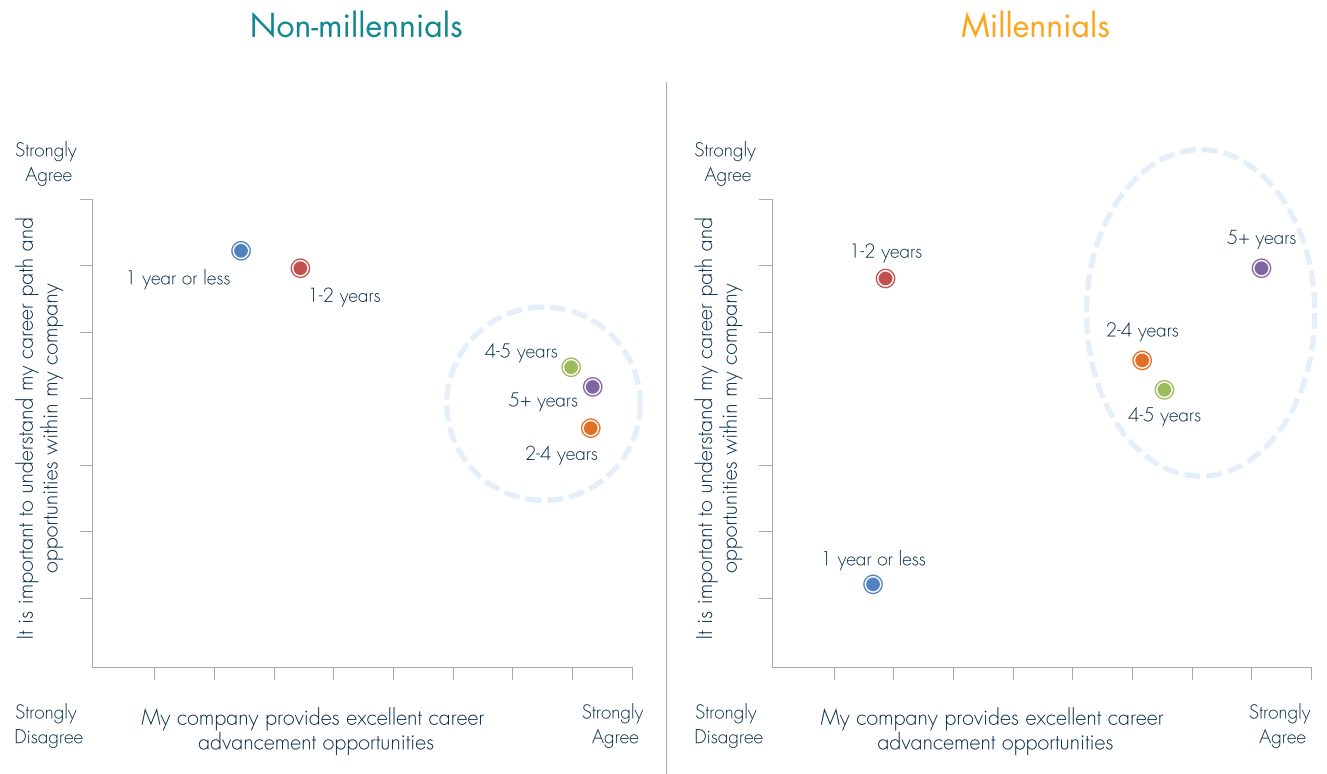 Non-millennials
Strongly
Agree
It is important to understand my career path and
opportunities within my company
1 year or less
1-2 years
4-5 years
5+ years
2-4 years
Strongly
Disagree
My company provides excellent career
advancement opportunities
Strongly
Agree
Millennials
Strongly
Agree
It is important to understand my career path and
opportunities within my company
1-2 years
5+ years
2-4 years
4-5 years
1 year or less
Strongly
Disagree
My company provides excellent career
advancement opportunities
Strongly
Agree